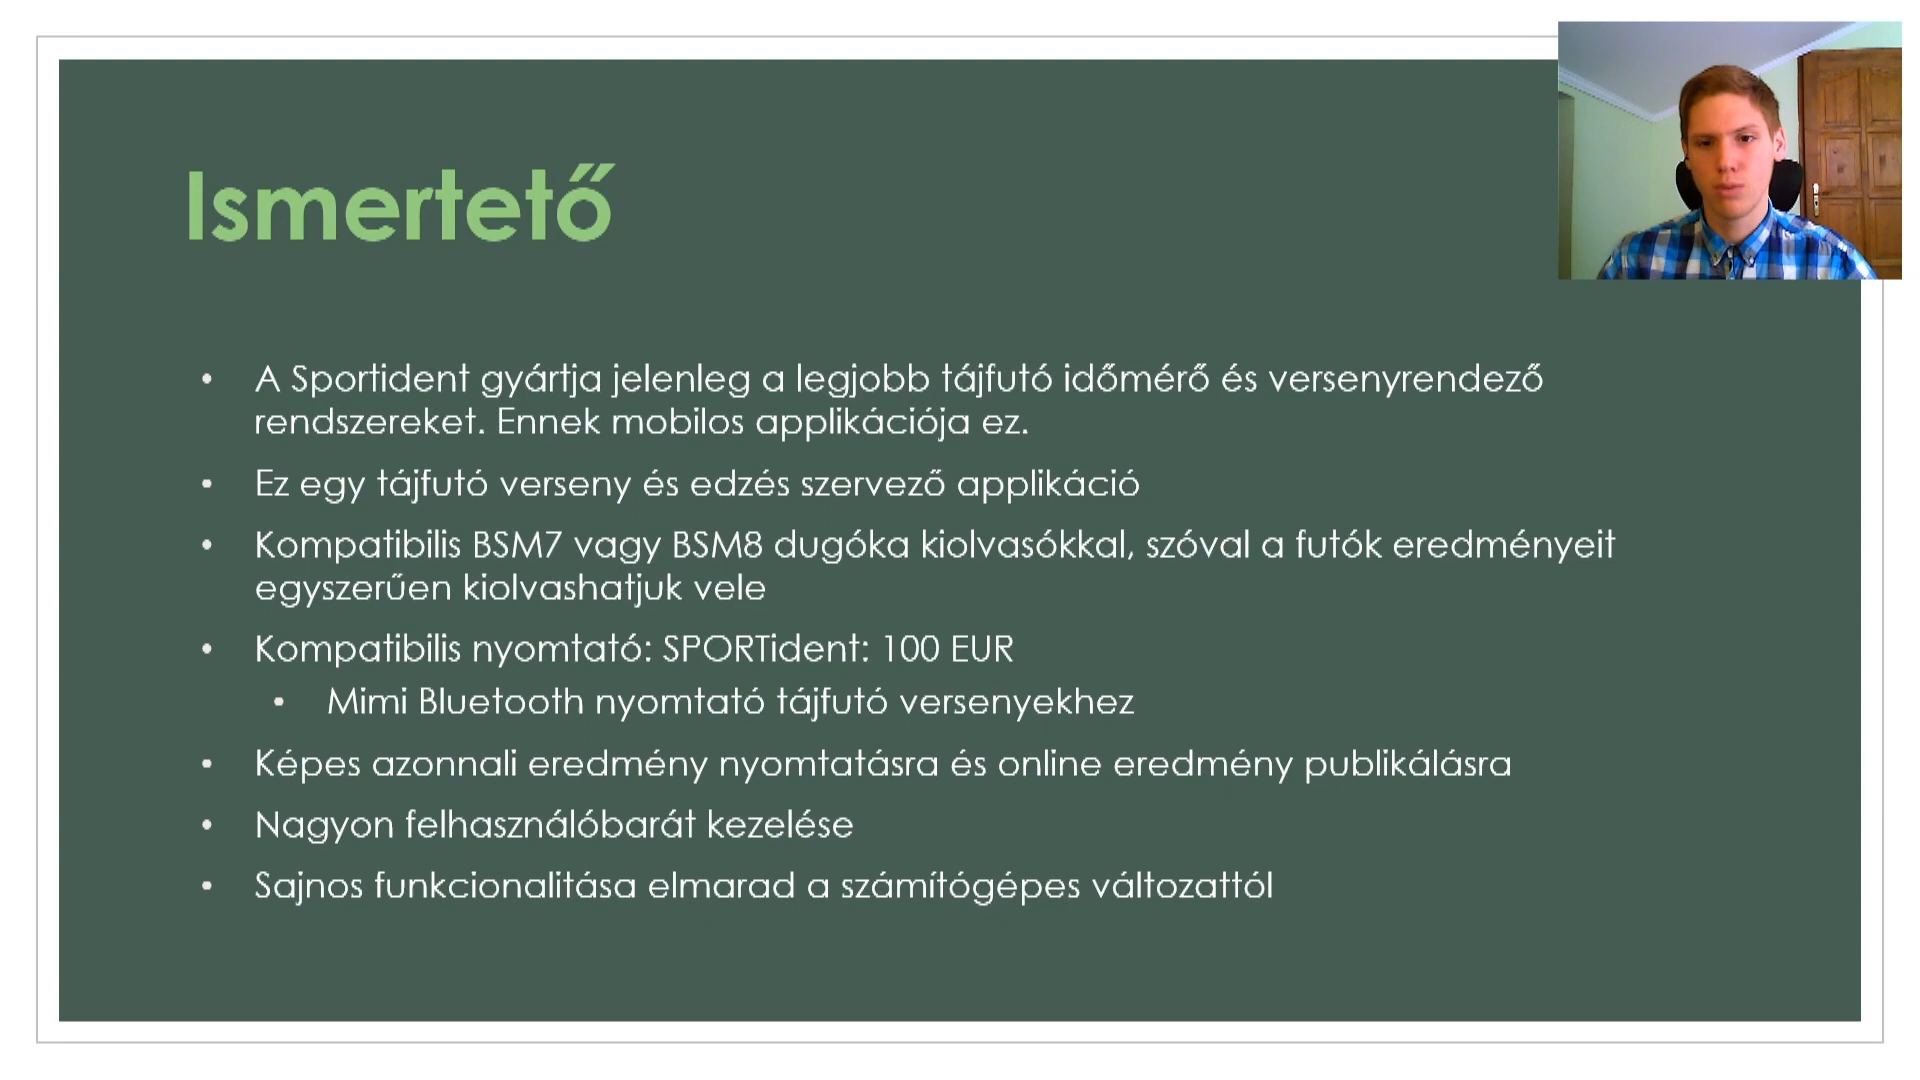 Ismertető
• A Sportident gyártja jelenleg a legjobb tájfutó időmérő és versenyrendező
rendszereket. Ennek mobilos applikációja ez.
• Ez egy tájfutó verseny és edzés szervező applikáció
• Kompatibilis BSM7 vagy BSM8 dugóka kiolvasókkal, szóval a futók eredményeit
egyszerűen kiolvashatjuk vele
• Kompatibilis nyomtató: SPORTident: 100 EUR
• Mimi Bluetooth nyomtató tájfutó versenyekhez
• Képes azonnali eredmény nyomtatásra és online eredmény publikálásra
• Nagyon felhasználóbarát kezelése
• Sajnos funkcionalitása elmarad a számítógépes változattól